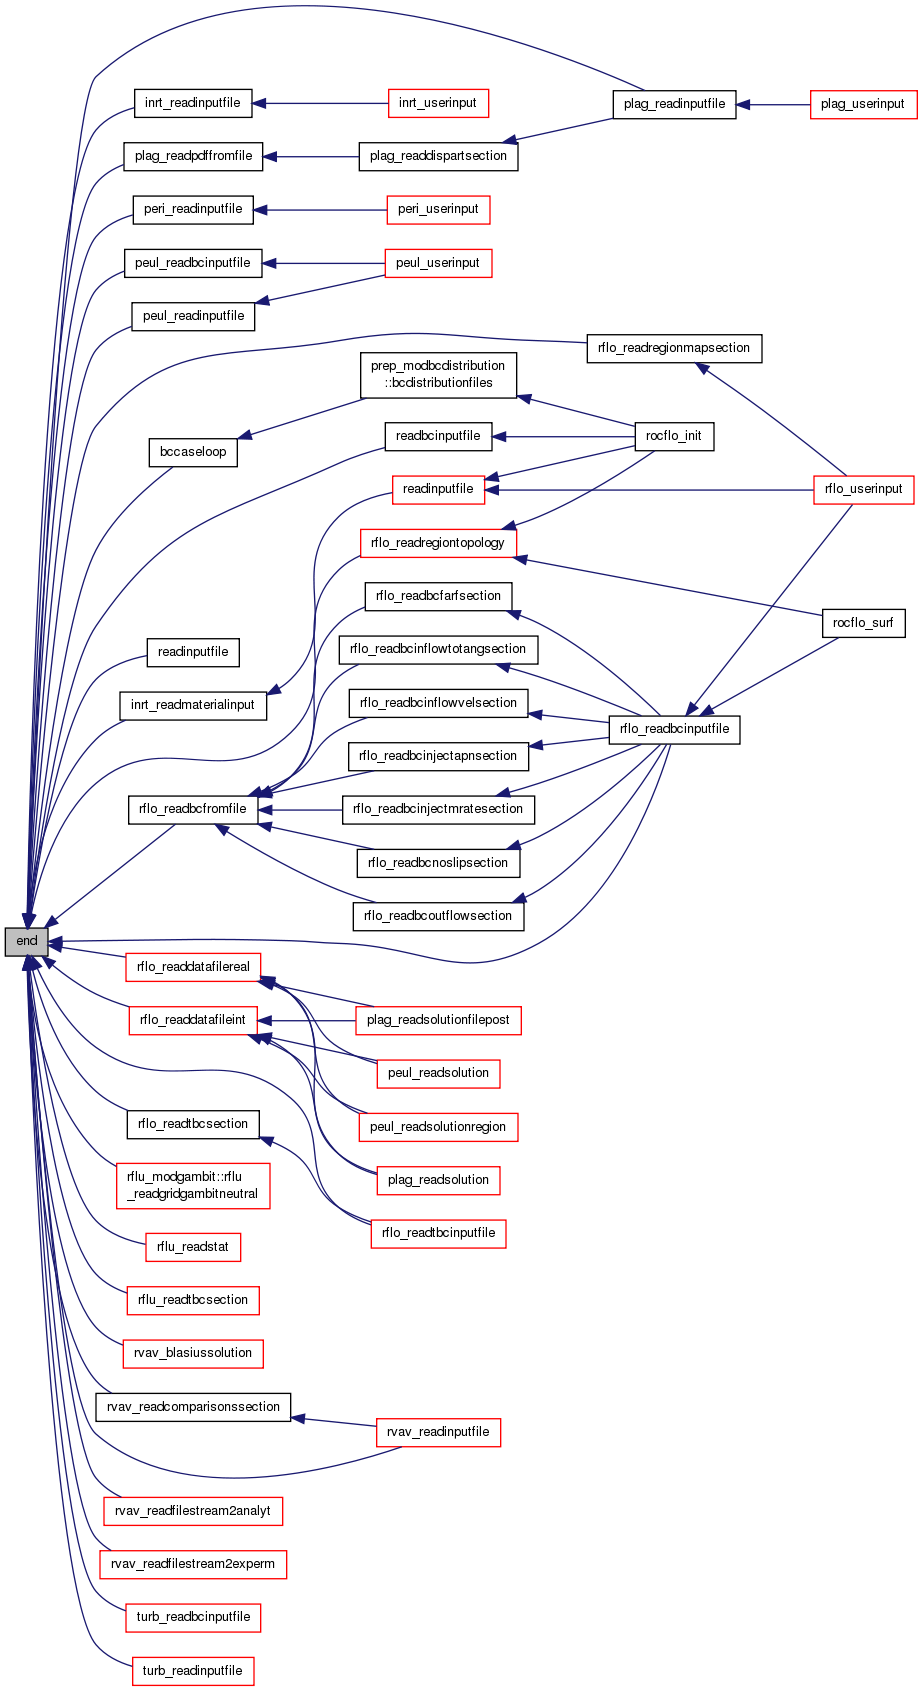 plag_readinputfile
plag_userinput
inrt_readinputfile
inrt_userinput
plag_readpdffromfile
plag_readdispartsection
peri_readinputfile
peri_userinput
peul_readbcinputfile
peul_userinput
peul_readinputfile
rflo_readregionmapsection
prep_modbcdistribution
::bcdistributionfiles
bccaseloop
readbcinputfile
rocflo_init
readinputfile
rflo_userinput
rflo_readregiontopology
rflo_readbcfarfsection
rocflo_surf
readinputfile
rflo_readbcinflowtotangsection
inrt_readmaterialinput
rflo_readbcinflowvelsection
rflo_readbcinputfile
rflo_readbcinjectapnsection
rflo_readbcfromfile
rflo_readbcinjectmratesection
rflo_readbcnoslipsection
rflo_readbcoutflowsection
end
rflo_readdatafilereal
rflo_readdatafileint
plag_readsolutionfilepost
peul_readsolution
rflo_readtbcsection
peul_readsolutionregion
rflu_modgambit::rflu
_readgridgambitneutral
plag_readsolution
rflo_readtbcinputfile
rflu_readstat
rflu_readtbcsection
rvav_blasiussolution
rvav_readcomparisonssection
rvav_readinputfile
rvav_readfilestream2analyt
rvav_readfilestream2experm
turb_readbcinputfile
turb_readinputfile